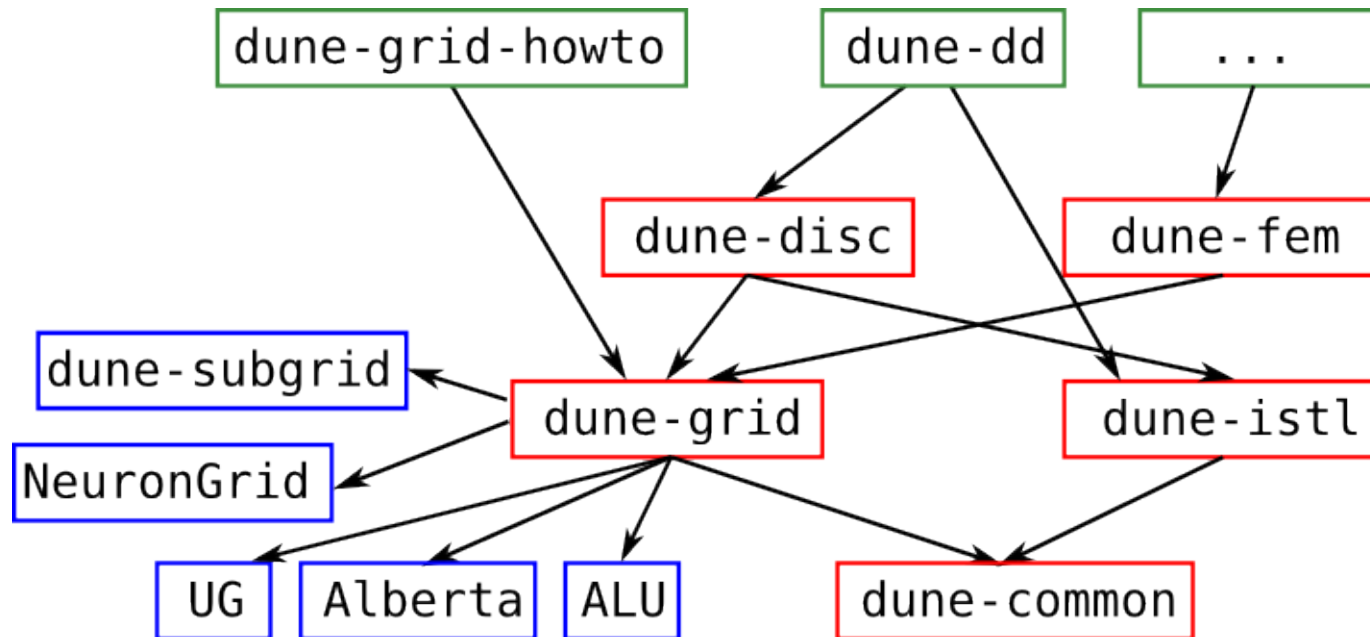 dune-grid-howto
dune-dd
...
dune-disc
dune-fem
dune-subgrid
dune-grid
dune-istl
NeuronGrid
UG
Alberta
ALU
dune-common